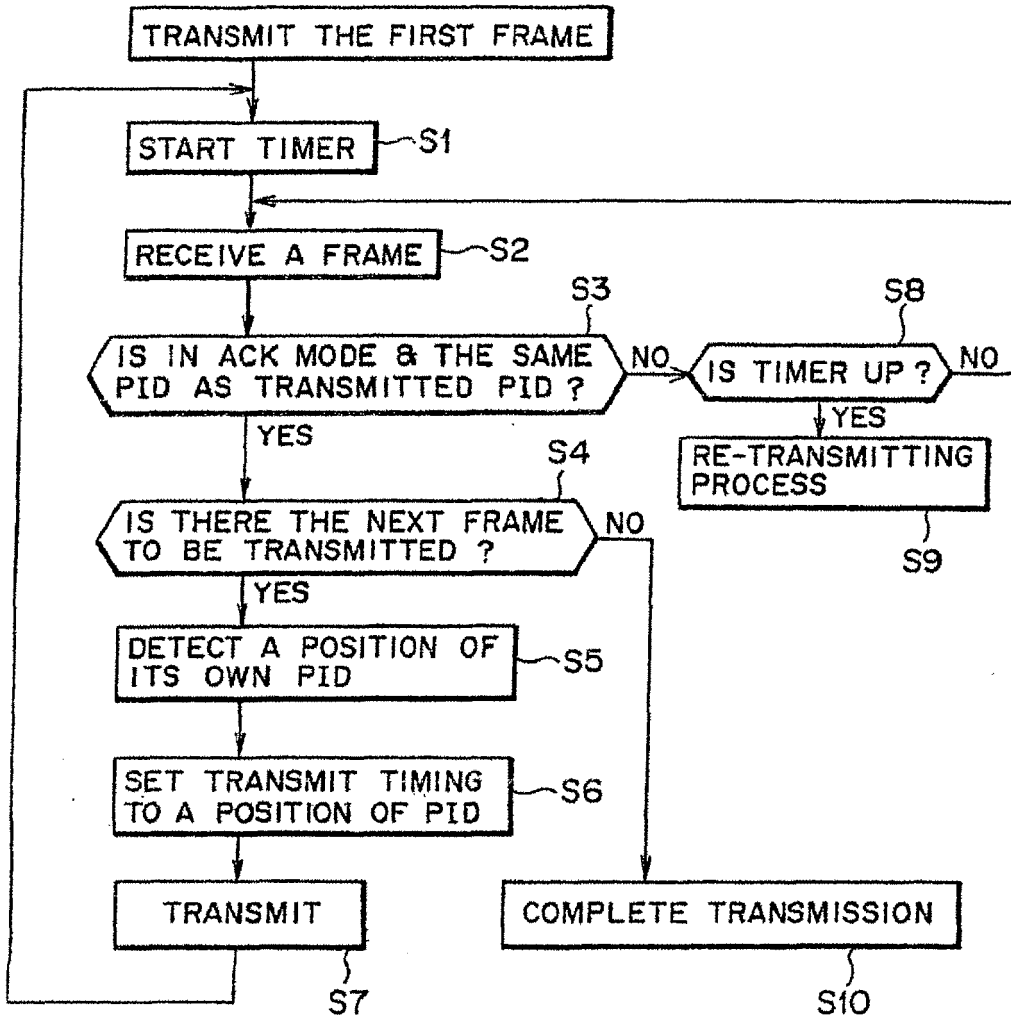 TRANSMIT THE FIRST FRAME
START TIMER
S1
RECEIVE A FRAME
S2
S3
IS IN ACK MODE & THE SAME
PID AS TRANSMITTED PID ?
NO
S8
IS TIMER UP ?
NO
YES
YES
RE-TRANSMITTING
PROCESS
S9
S4
IS THERE THE NEXT FRAME
TO BE TRANSMITTED ?
NO
YES
DETECT A POSITION OF
ITS OWN PID
S5
SET TRANSMIT TIMING
TO A POSITION OF PID
S6
TRANSMIT
S7
COMPLETE TRANSMISSION
S10